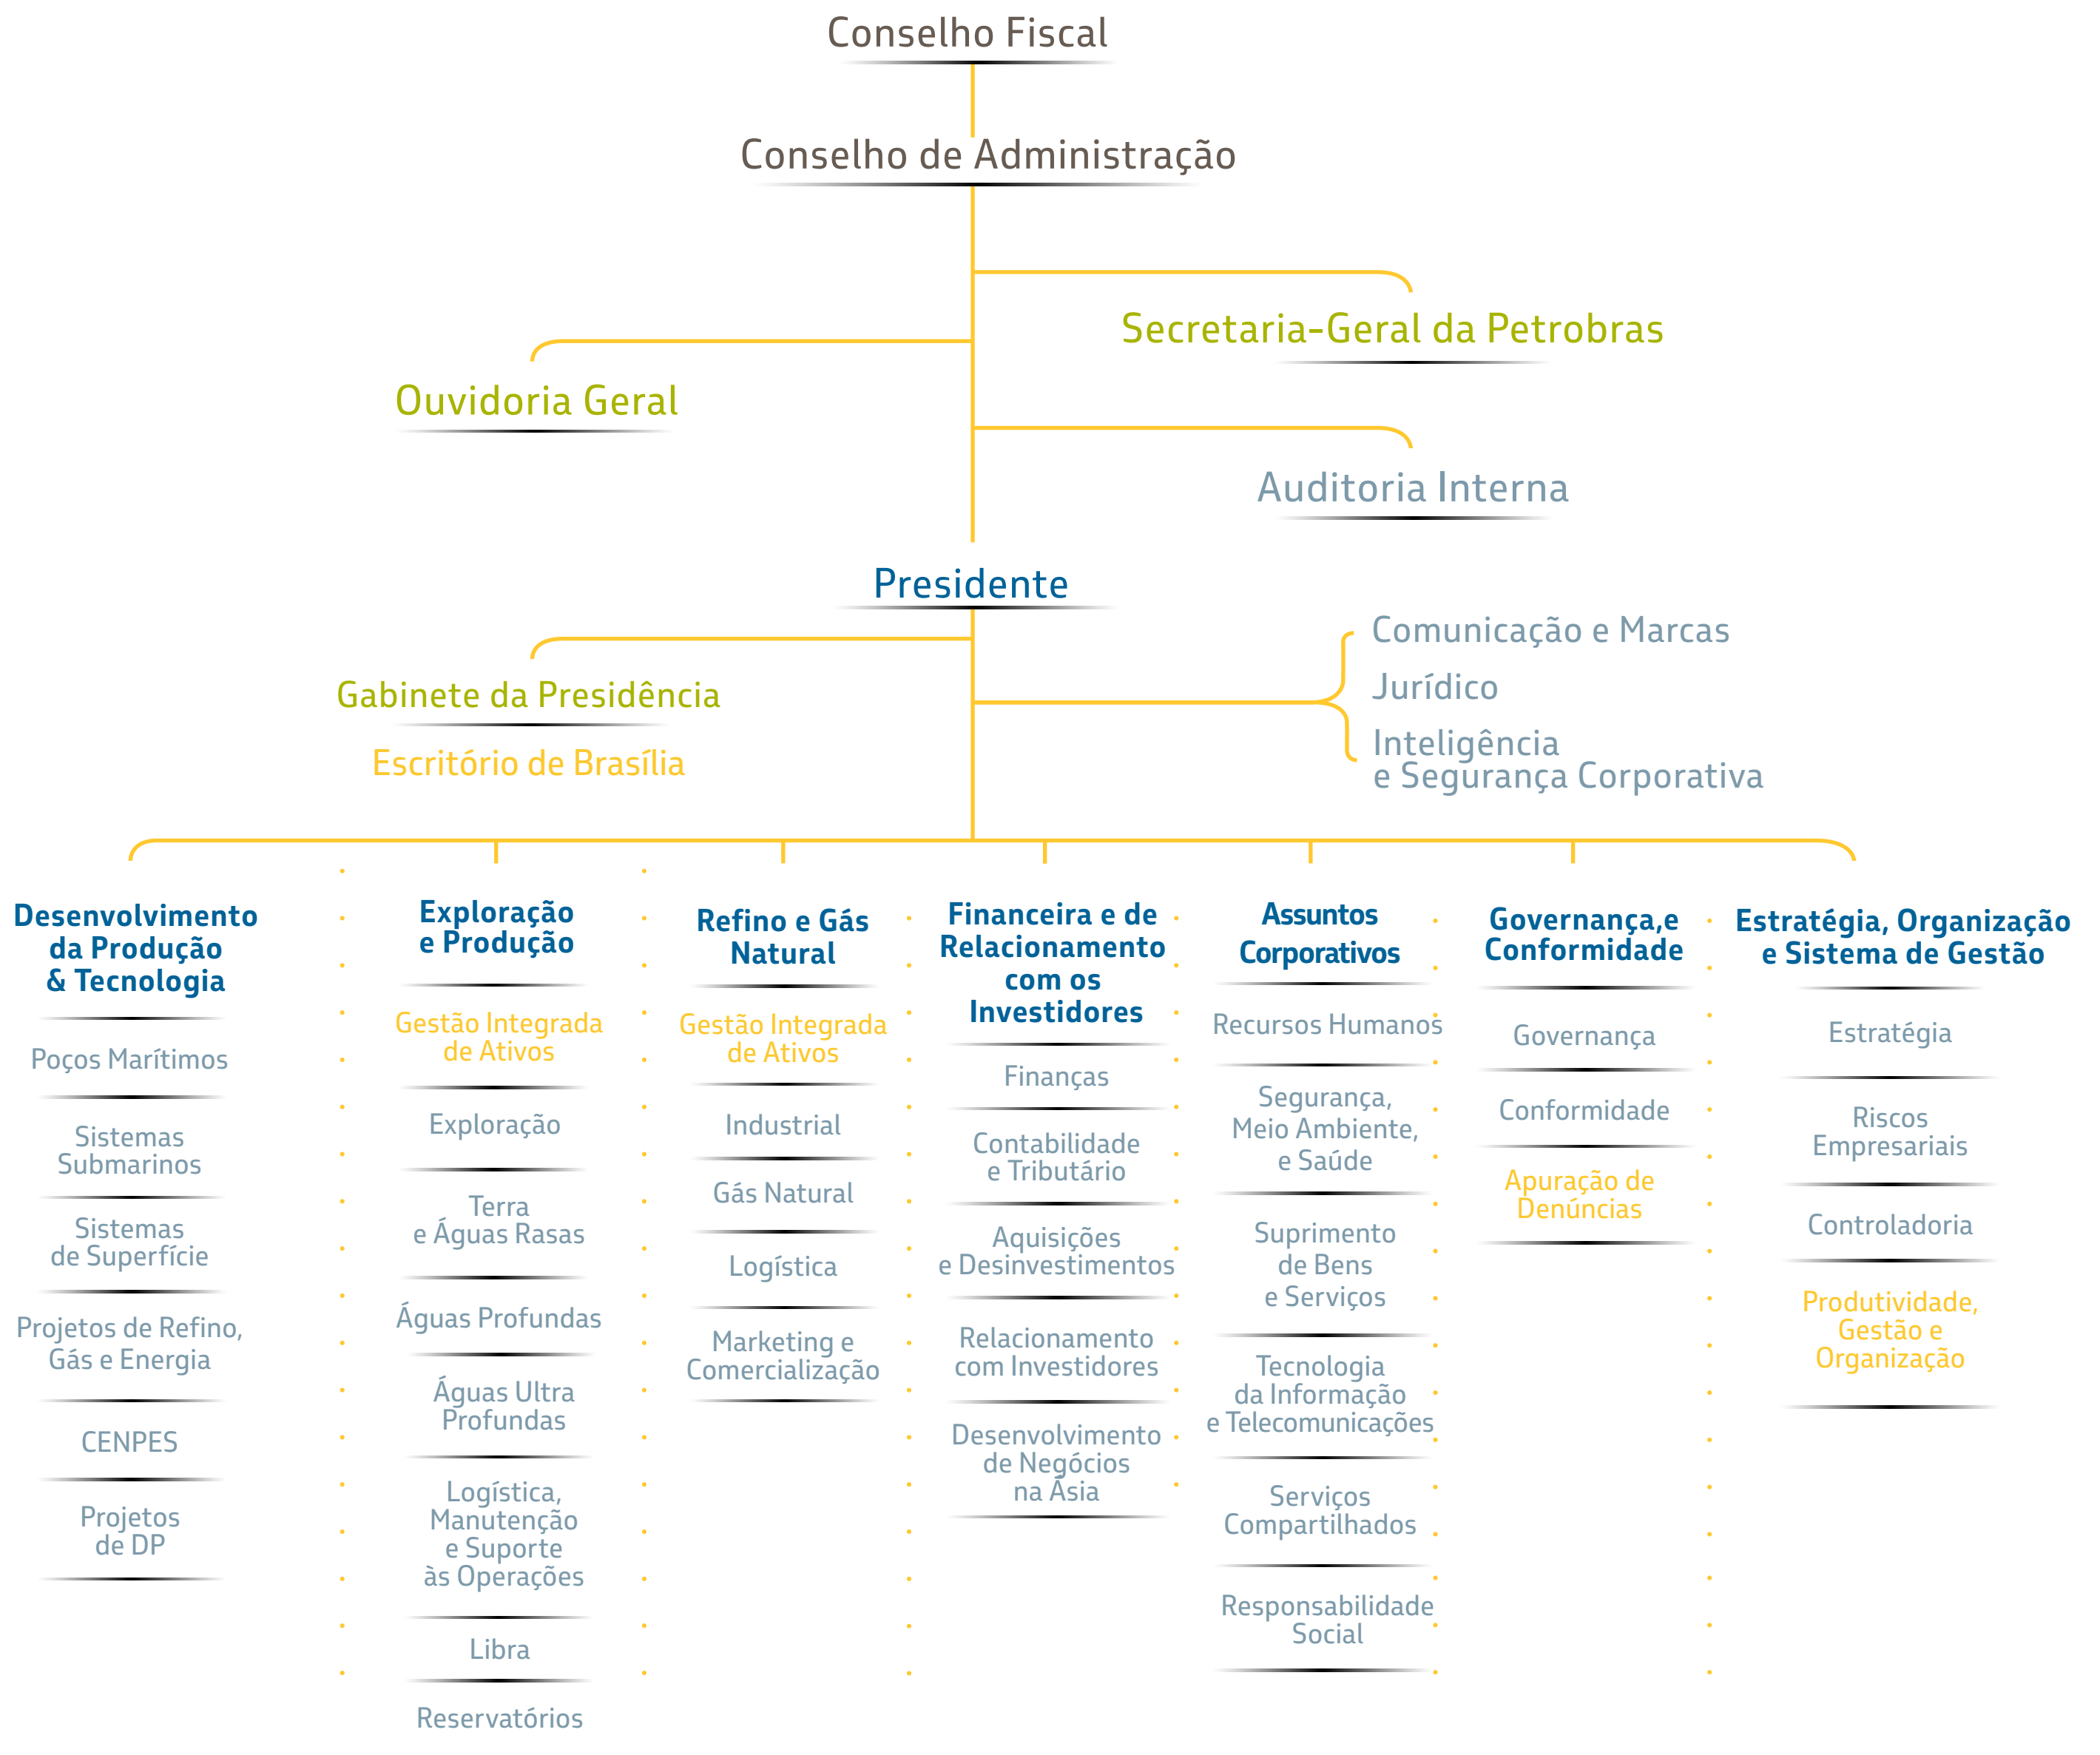 Conselho Fiscal
Conselho de Administração
Secretaria-Geral da Petrobras
Ouvidoria Geral
Auditoria Interna
Presidente
Gabinete da Presidência
Escritório de Brasília
Comunicação e Marcas
Jurídico
Inteligência
e Segurança Corporativa
Desenvolvimento
da Produção
& Tecnologia
Poços Marítimos
Sistemas
Submarinos
Sistemas
de Superfície
Projetos de Refino,
Gás e Energia
CENPES
Projetos
de DP
Exploração
e Produção
Gestão Integrada
de Ativos
Exploração
Terra
e Águas Rasas
Águas Profundas
Águas Ultra
Profundas
Logística,
Manutenção
e Suporte
às Operações
Libra
Reservatórios
Refino e Gás
Natural
Gestão Integrada
de Ativos
Industrial
Gás Natural
Logística
Marketing e
Comercialização
Financeira e de
Relacionamento
com os
Investidores
Finanças
Contabilidade
e Tributário
Aquisições
e Desinvestimentos
Relacionamento
com Investidores
Desenvolvimento
de Negócios
na Ásia
Assuntos
Corporativos
Recursos Humanos
Segurança,
Meio Ambiente,
e Saúde
Suprimento
de Bens
e Serviços
Tecnologia
da Informação
e Telecomunicações
Serviços
Compartilhados
Responsabilidade
Social
Governança,e
Conformidade
Governança
Conformidade
Apuração de
Denúncias
Estratégia, Organização
e Sistema de Gestão
Estratégia
Riscos
Empresariais
Controladoria
Produtividade,
Gestão e
Organização